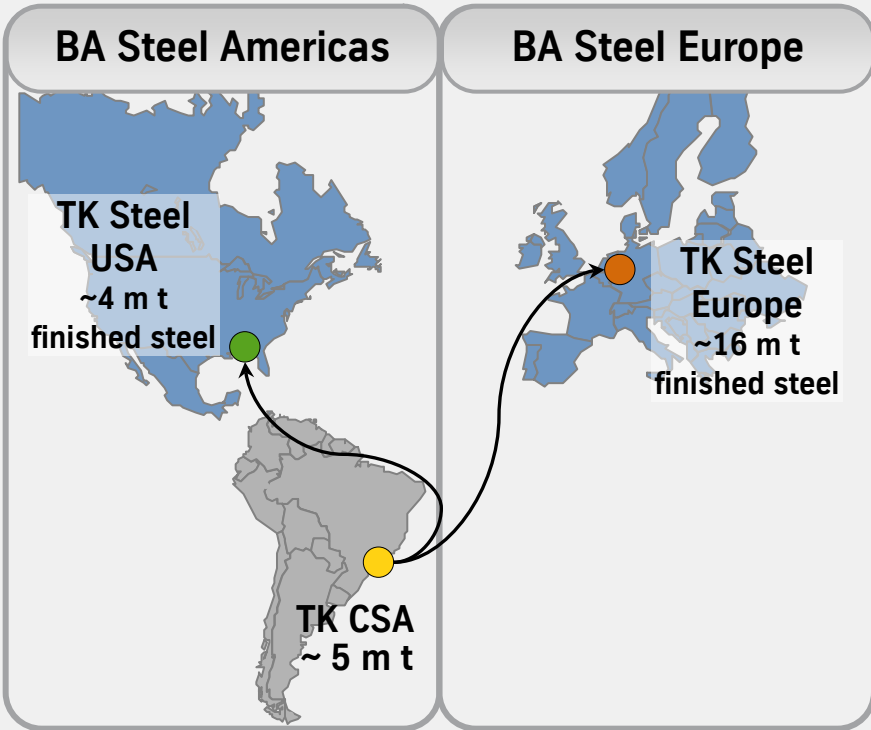 BA Steel Americas
BA Steel Europe
TK Steel
USA
~4 m t
finished steel
TK Steel
Europe
~16 m t
finished steel
TK CSA
~ 5 m t